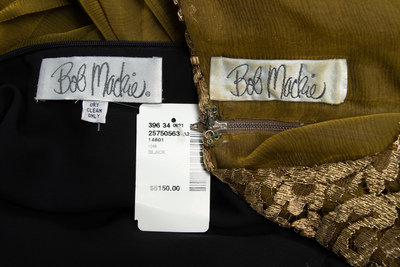 Bob Mackie.
Bob Mackie
DRY
CLEAN
ONLY
396 34
25750563
14801
BLACK
$6150.00